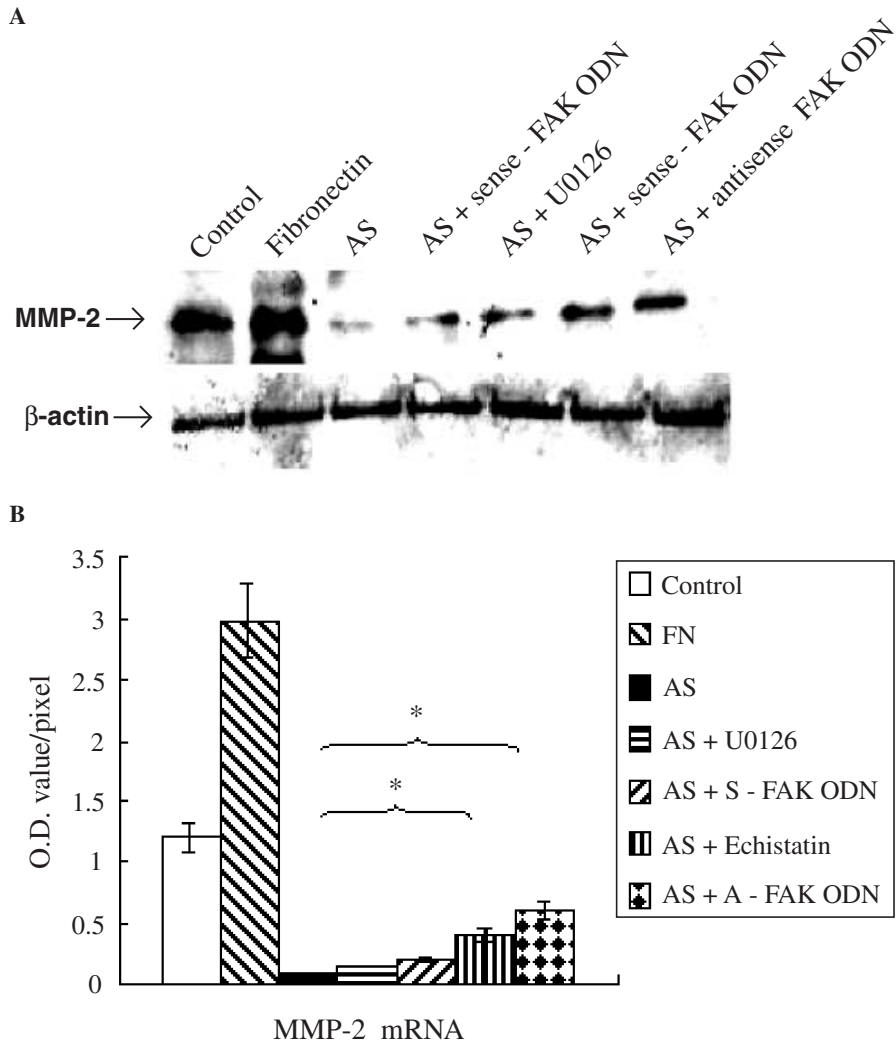 A
Control
Fibronectin
AS
AS + sense - FAK ODN
AS + U0126
AS + sense - FAK ODN
AS + antisense FAK ODN
MMP-2
β-actin
B
O.D. value/pixel
3.5
3
2.5
2
1.5
1
0.5
0
*
*
MMP-2 mRNA
Control
FN
AS
AS + U0126
AS + S - FAK ODN
AS + Echistatin
AS + A - FAK ODN